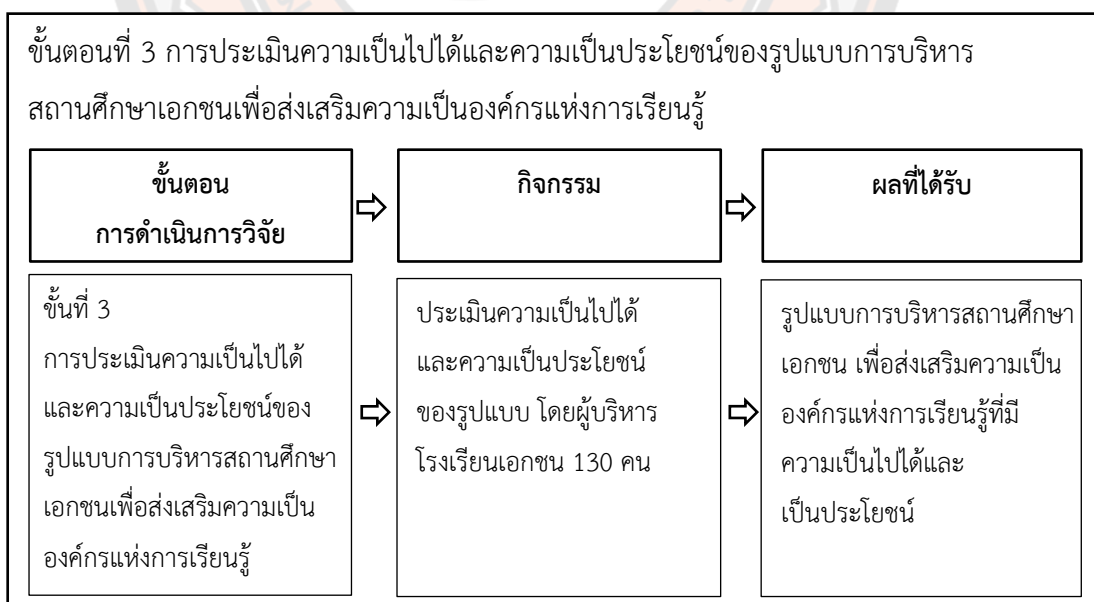 ขั้นตอนที่ 3 การประเมินความเป็นไปได้และความเป็นประโยชน์ของรูปแบบการบริหาร
สถานศึกษาเอกชนเพื่อส่งเสริมความเป็นองค์กรแห่งการเรียนรู้
ขั้นตอน
การดำเนินการวิจัย
กิจกรรม
ผลที่ได้รับ
ขั้นที่ 3
การประเมินความเป็นไปได้
และความเป็นประโยชน์ของ
รูปแบบการบริหารสถานศึกษา
เอกชนเพื่อส่งเสริมความเป็น
องค์กรแห่งการเรียนรู้
ประเมินความเป็นไปได้
และความเป็นประโยชน์
ของรูปแบบ โดยผู้บริหาร
โรงเรียนเอกชน 130 คน
รูปแบบการบริหารสถานศึกษา
เอกชน เพื่อส่งเสริมความเป็น
องค์กรแห่งการเรียนรู้ที่มี
ความเป็นไปได้และ
เป็นประโยชน์